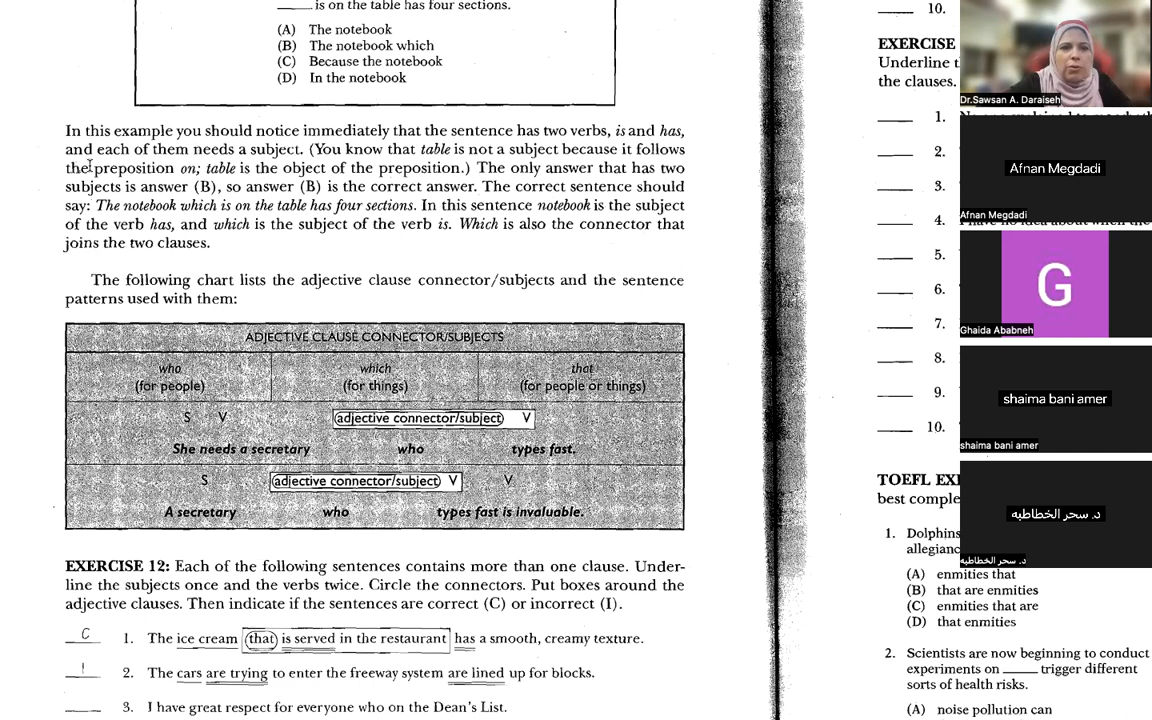 ____ is on the table has four sections.
(A) The notebook
(B) The notebook which
(C) Because the notebook
(D) In the notebook
In this example you should notice immediately that the sentence has two verbs, is and has,
and each of them needs a subject. (You know that table is not a subject because it follows
the preposition on; table is the object of the preposition.) The only answer that has two
subjects is answer (B), so answer (B) is the correct answer. The correct sentence should
say: The notebook which is on the table has four sections. In this sentence notebook is the subject
of the verb has, and which is the subject of the verb is. Which is also the connector that
joins the two clauses.
The following chart lists the adjective clause connector/subjects and the sentence
patterns used with them:
ADJECTIVE CLAUSE CONNECTOR/SUBJECTS
who which that
(for people) (for things) (for people or things)
S V adjective connector/subject V
She needs a secretary who types fast.
S adjective connector/subject V V
A secretary who types fast is invaluable.
EXERCISE 12: Each of the following sentences contains more than one clause. Under-
line the subjects once and the verbs twice. Circle the connectors. Put boxes around the
adjective clauses. Then indicate if the sentences are correct (C) or incorrect (I).
C 1. The ice cream (that) is served in the restaurant has a smooth, creamy texture.
I 2. The cars are trying to enter the freeway system are lined up for blocks.
____ 3. I have great respect for everyone who on the Dean's List.
____ 10.
EXERCISE
Underline t
the clauses.
____ 1.
____ 2.
____ 3.
____ 4.
____ 5.
____ 6.
____ 7.
____ 8.
____ 9.
____ 10.
TOEFL EXE
best comple
1. Dolphins
allegianc
(A) enmities that
(B) that are enmities
(C) enmities that are
(D) that enmities
2. Scientists are now beginning to conduct
experiments on ____ trigger different
sorts of health risks.
(A) noise pollution can
Dr.Sawsan A. Daraiseh
Afnan Megdadi
Afnan Megdadi
G
Ghaida Ababneh
shaima bani amer
shaima bani amer
د. سحر الخطاطبه
د. سحر الخطاطبه